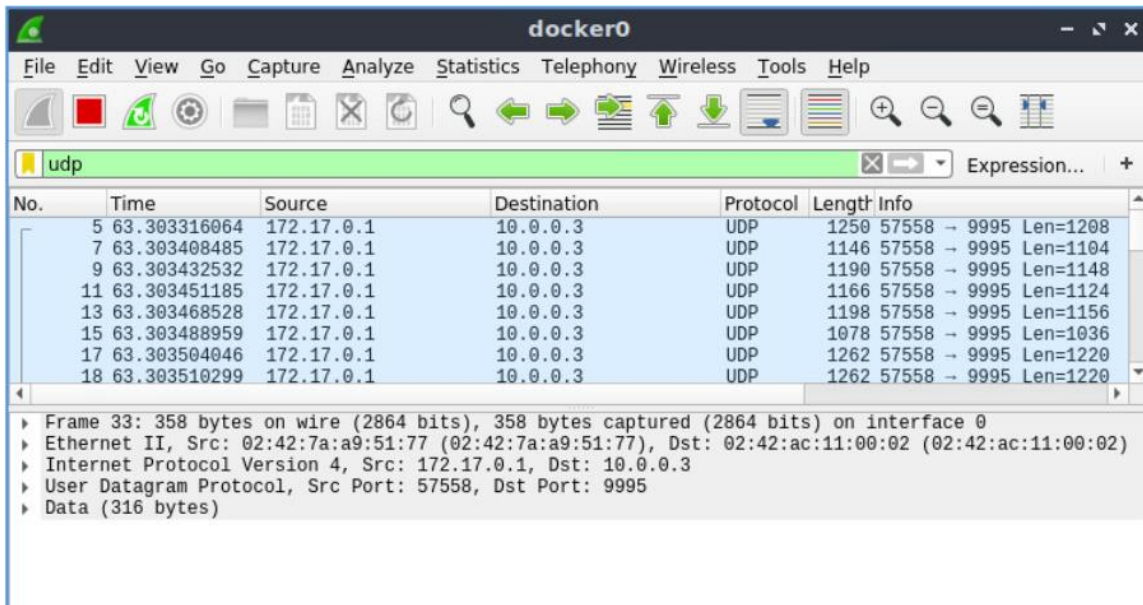 docker0
File Edit View Go Capture Analyze Statistics Telephony Wireless Tools Help
udp Expression... +
No. Time Source Destination Protocol Length Info
5 63.303316064 172.17.0.1 10.0.0.3 UDP 1250 57558 → 9995 Len=1208
7 63.303408485 172.17.0.1 10.0.0.3 UDP 1146 57558 → 9995 Len=1104
9 63.303432532 172.17.0.1 10.0.0.3 UDP 1190 57558 → 9995 Len=1148
11 63.303451185 172.17.0.1 10.0.0.3 UDP 1166 57558 → 9995 Len=1124
13 63.303468528 172.17.0.1 10.0.0.3 UDP 1198 57558 → 9995 Len=1156
15 63.303488959 172.17.0.1 10.0.0.3 UDP 1078 57558 → 9995 Len=1036
17 63.303504046 172.17.0.1 10.0.0.3 UDP 1262 57558 → 9995 Len=1220
18 63.303510299 172.17.0.1 10.0.0.3 UDP 1262 57558 → 9995 Len=1220
Frame 33: 358 bytes on wire (2864 bits), 358 bytes captured (2864 bits) on interface 0
Ethernet II, Src: 02:42:7a:a9:51:77 (02:42:7a:a9:51:77), Dst: 02:42:ac:11:00:02 (02:42:ac:11:00:02)
Internet Protocol Version 4, Src: 172.17.0.1, Dst: 10.0.0.3
User Datagram Protocol, Src Port: 57558, Dst Port: 9995
Data (316 bytes)